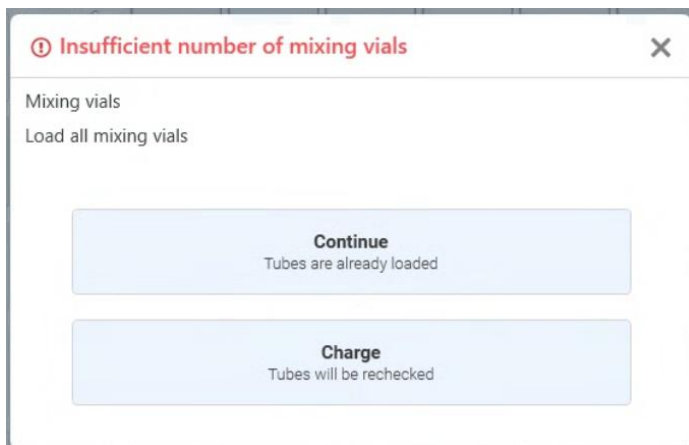 Insufficient number of mixing vials
Mixing vials
Load all mixing vials
Continue
Tubes are already loaded
Charge
Tubes will be rechecked